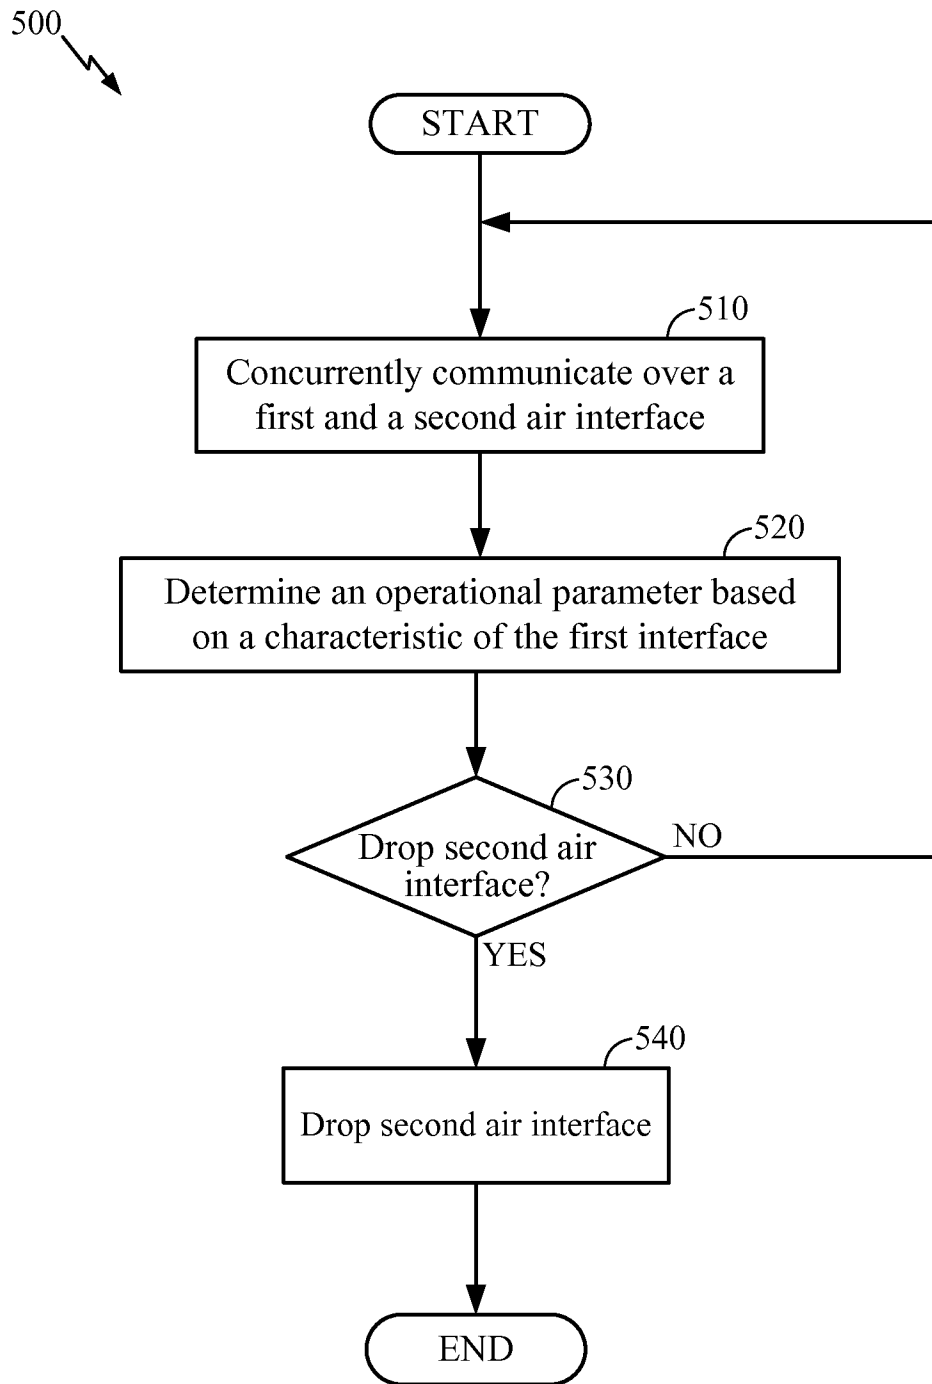 500
START
510
Concurrently communicate over a
first and a second air interface
520
Determine an operational parameter based
on a characteristic of the first interface
530
Drop second air
interface?
NO
YES
540
Drop second air interface
END